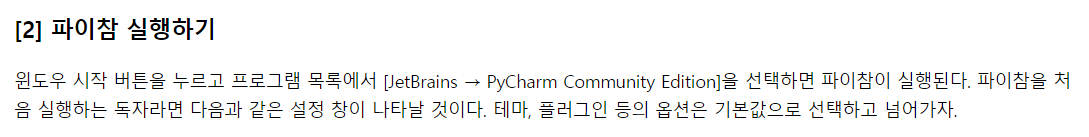 [2] 파이참 실행하기
윈도우 시작 버튼을 누르고 프로그램 목록에서 [JetBrains → PyCharm Community Edition]을 선택하면 파이참이 실행된다. 파이참을 처
음 실행하는 독자라면 다음과 같은 설정 창이 나타날 것이다. 테마, 플러그인 등의 옵션은 기본값으로 선택하고 넘어가자.